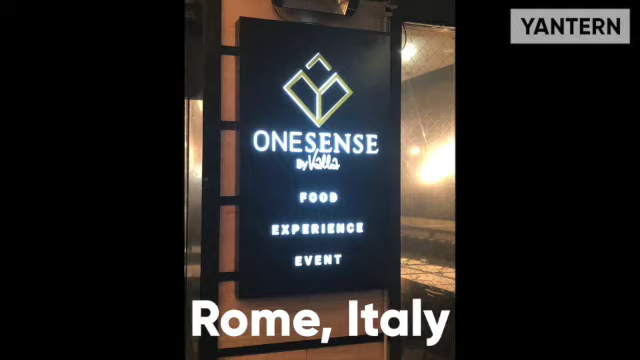 YANTERN
ONESENSE
By Valla
FOOD
EXPERIENCE
EVENT
Rome, Italy